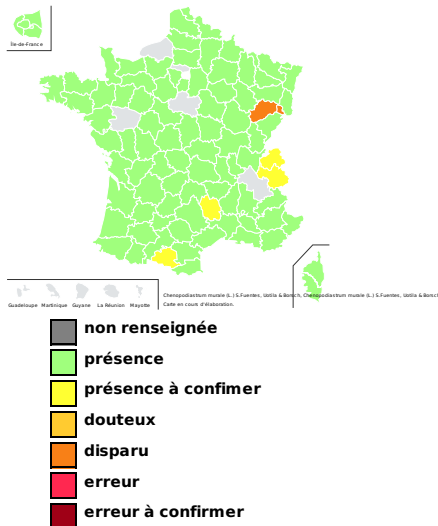 Île-de-France
Guadeloupe Martinique Guyane La Réunion Mayotte
Chenopodiastrum murale (L.) S.Fuentes, Uotila & Borsch, Chenopodiastrum murale (L.) S.Fuentes, Uotila & Borsch
Carte en cours d'élaboration.
non renseignée
présence
présence à confimer
douteux
disparu
erreur
erreur à confirmer